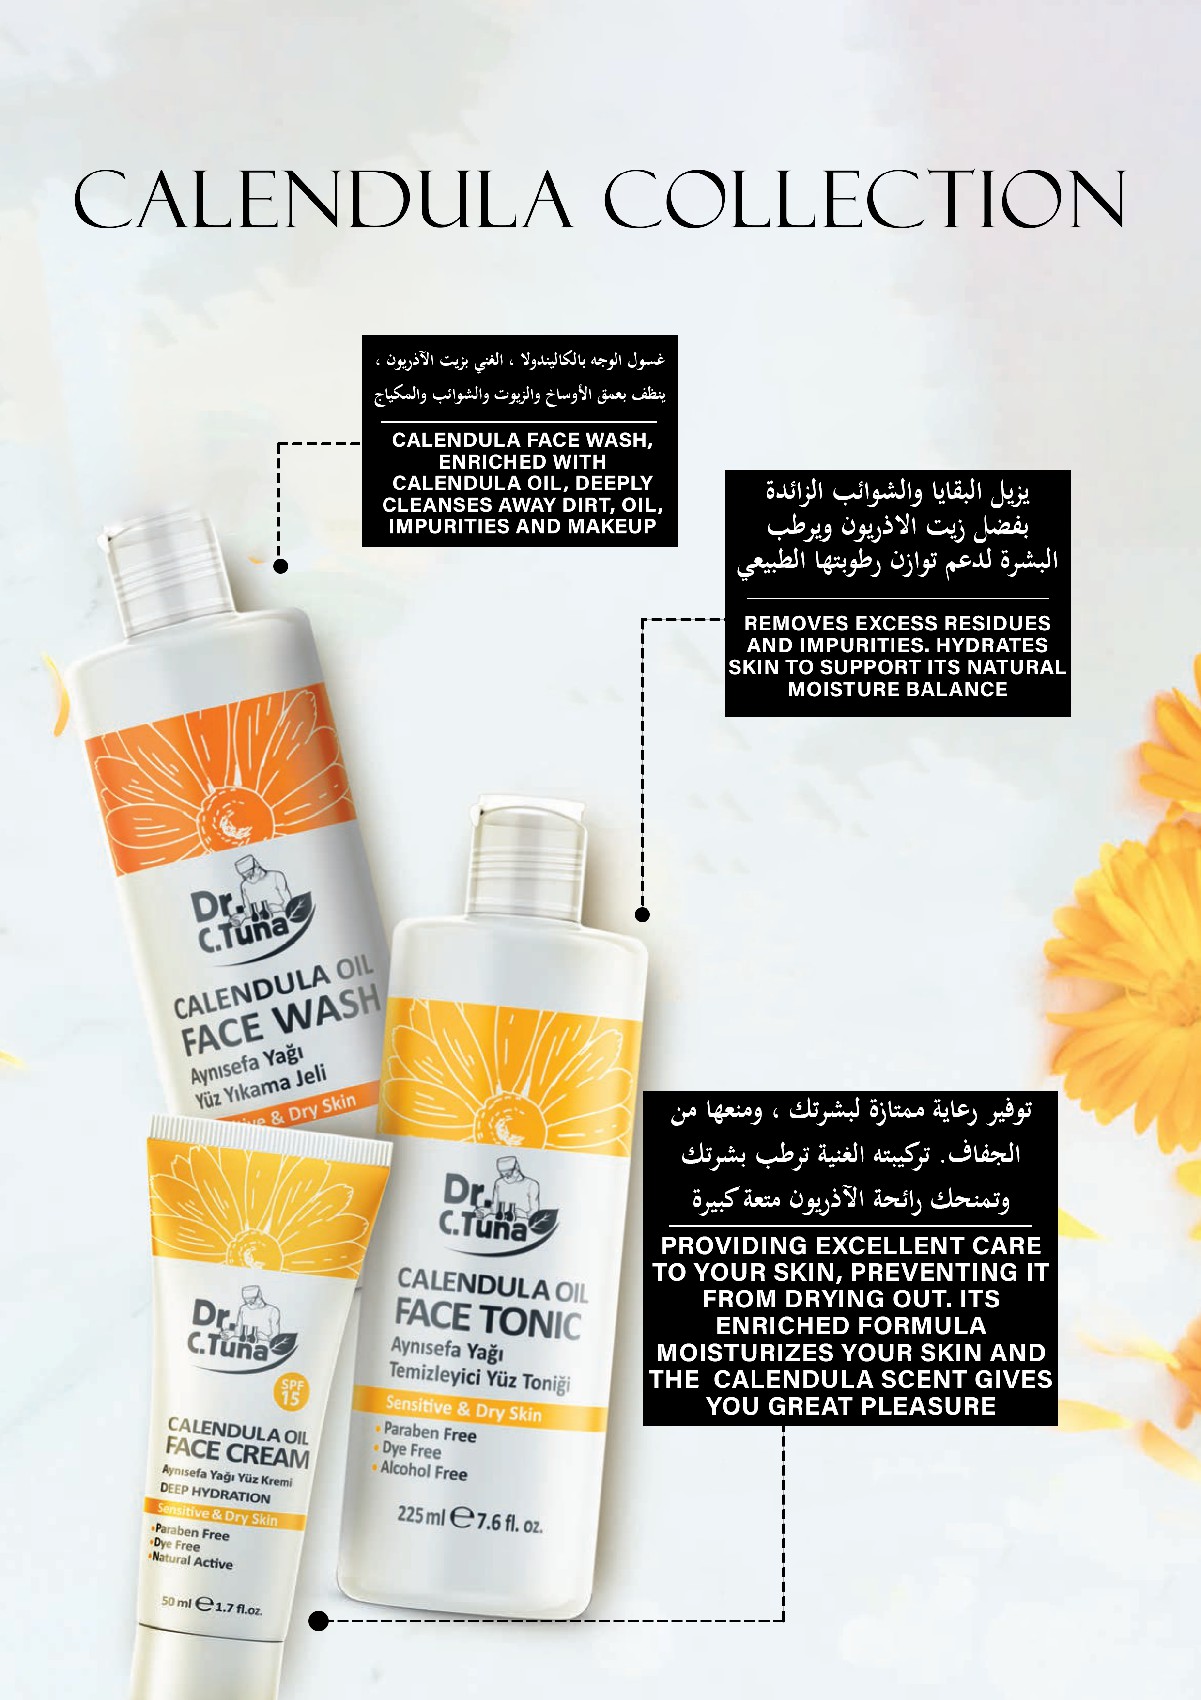 CALENDULA COLLECTION
غسول الوجه بالكاليندولا ، الغني بزيت الآذريون ،
ينظف بعمق الأوساخ والزيوت والشوائب والمكياج
CALENDULA FACE WASH,
ENRICHED WITH
CALENDULA OIL, DEEPLY
CLEANSES AWAY DIRT, OIL,
IMPURITIES AND MAKEUP
يزيل البقايا والشوائب الزائدة
بفضل زيت الاذريون ويرطب
البشرة لدعم توازن رطوبتها الطبيعي
REMOVES EXCESS RESIDUES
AND IMPURITIES. HYDRATES
SKIN TO SUPPORT ITS NATURAL
MOISTURE BALANCE
Dr.
C.Tuna
CALENDULA OIL
FACE WASH
Aynısefa Yağı
Yüz Yıkama Jeli
& Dry Skin
توفير رعاية ممتازة لبشرتك ، ومنعها من
الجفاف. تركيبته الغنية ترطب بشرتك
وتمنحك رائحة الآذريون متعة كبيرة
PROVIDING EXCELLENT CARE
TO YOUR SKIN, PREVENTING IT
FROM DRYING OUT. ITS
ENRICHED FORMULA
MOISTURIZES YOUR SKIN AND
THE CALENDULA SCENT GIVES
YOU GREAT PLEASURE
Dr.
C.Tuna
CALENDULA OIL
FACE TONIC
Aynısefa Yağı
Temizleyici Yüz Toniği
Sensitive & Dry Skin
• Paraben Free
• Dye Free
• Alcohol Free
225 ml ℮ 7.6 fl. oz.
Dr.
C.Tuna
SPF
15
CALENDULA OIL
FACE CREAM
Aynısefa Yağı Yüz Kremi
DEEP HYDRATION
Sensitive & Dry Skin
• Paraben Free
• Dye Free
• Natural Active
50 ml ℮ 1.7 fl.oz.